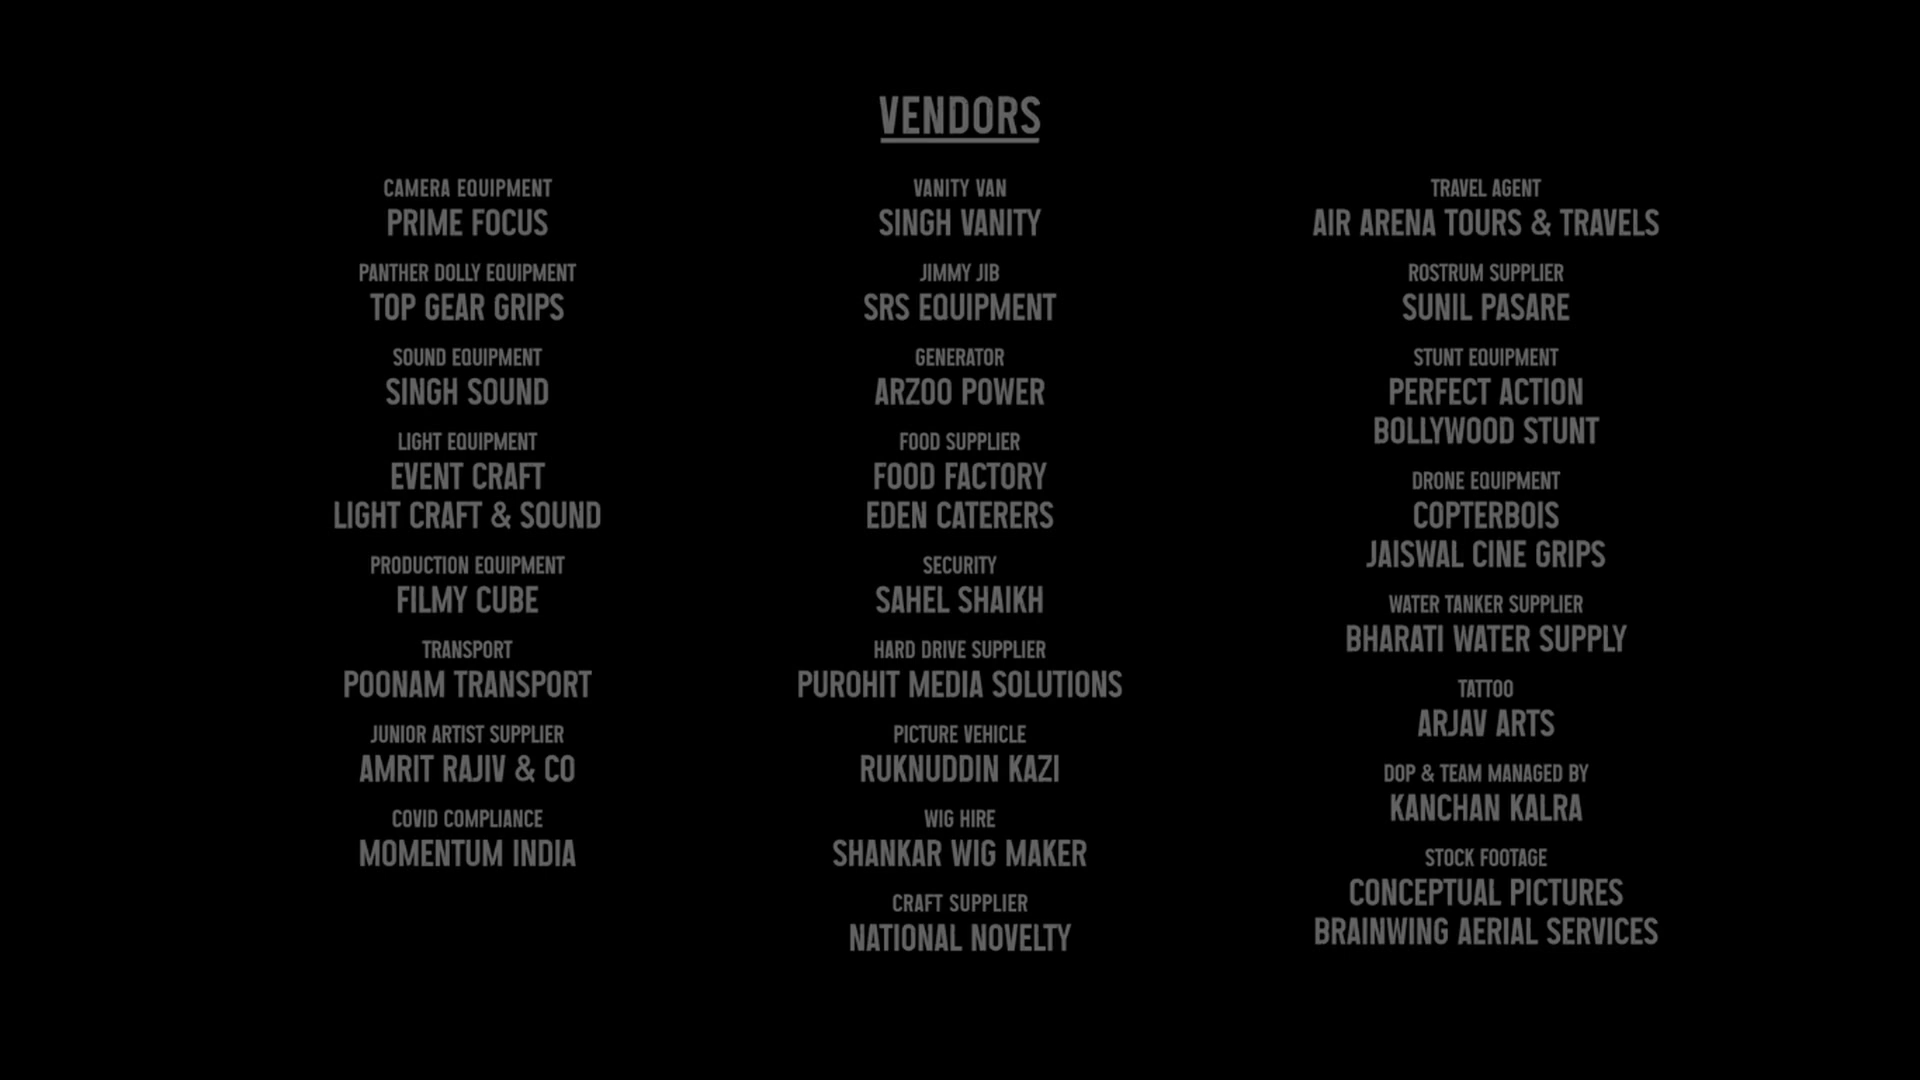 VENDORS
CAMERA EQUIPMENT
PRIME FOCUS
PANTHER DOLLY EQUIPMENT
TOP GEAR GRIPS
SOUND EQUIPMENT
SINGH SOUND
LIGHT EQUIPMENT
EVENT CRAFT
LIGHT CRAFT & SOUND
PRODUCTION EQUIPMENT
FILMY CUBE
TRANSPORT
POONAM TRANSPORT
JUNIOR ARTIST SUPPLIER
AMRIT RAJIV & CO
COVID COMPLIANCE
MOMENTUM INDIA
VANITY VAN
SINGH VANITY
JIMMY JIB
SRS EQUIPMENT
GENERATOR
ARZOO POWER
FOOD SUPPLIER
FOOD FACTORY
EDEN CATERERS
SECURITY
SAHEL SHAIKH
HARD DRIVE SUPPLIER
PUROHIT MEDIA SOLUTIONS
PICTURE VEHICLE
RUKNUDDIN KAZI
WIG HIRE
SHANKAR WIG MAKER
CRAFT SUPPLIER
NATIONAL NOVELTY
TRAVEL AGENT
AIR ARENA TOURS & TRAVELS
ROSTRUM SUPPLIER
SUNIL PASARE
STUNT EQUIPMENT
PERFECT ACTION
BOLLYWOOD STUNT
DRONE EQUIPMENT
COPTERBOIS
JAISWAL CINE GRIPS
WATER TANKER SUPPLIER
BHARATI WATER SUPPLY
TATTOO
ARJAV ARTS
DOP & TEAM MANAGED BY
KANCHAN KALRA
STOCK FOOTAGE
CONCEPTUAL PICTURES
BRAINWING AERIAL SERVICES